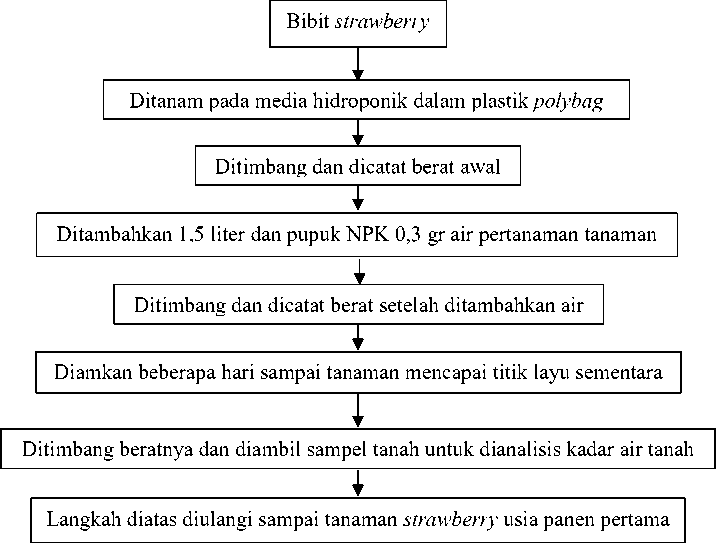 Bibit strawberry
Ditanam pada media hidroponik dalam plastik polybag
Ditimbang dan dicatat berat awal
Ditambahkan 1,5 liter dan pupuk NPK 0,3 gr air pertanaman tanaman
Ditimbang dan dicatat berat setelah ditambahkan air
Diamkan beberapa hari sampai tanaman mencapai titik layu sementara
Ditimbang beratnya dan diambil sampel tanah untuk dianalisis kadar air tanah
Langkah diatas diulangi sampai tanaman strawberry usia panen pertama